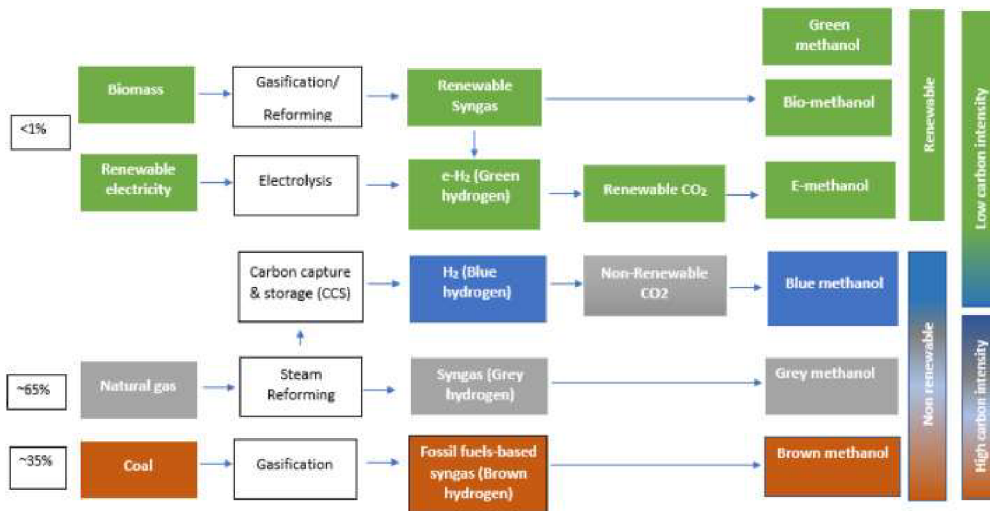 Green
methanol
Biomass
Gasification/
Reforming
Renewable
Syngas
Bio-methanol
<1%
Renewable
electricity
Electrolysis
e-H₂ (Green
hydrogen)
Renewable CO₂
E-methanol
Renewable
Low carbon intensity
Carbon capture
& storage (CCS)
H₂ (Blue
hydrogen)
Non-Renewable
CO2
Blue methanol
~65%
Natural gas
Steam
Reforming
Syngas (Grey
hydrogen)
Grey methanol
~35%
Coal
Gasification
Fossil fuels-based
syngas (Brown
hydrogen)
Brown methanol
Non renewable
High carbon intensity